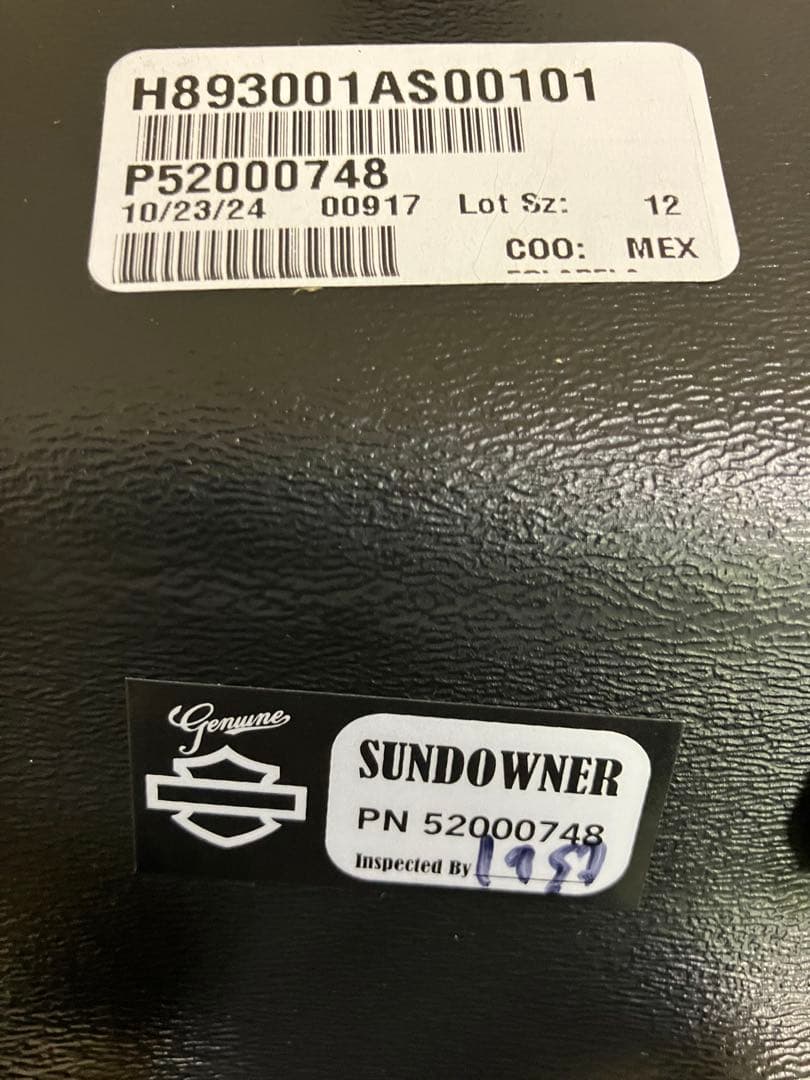 H893001AS00101
P52000748
10/23/24 00917 Lot Sz: 12
COO: MEX
Genuine
SUNDOWNER
PN 52000748
Inspected By